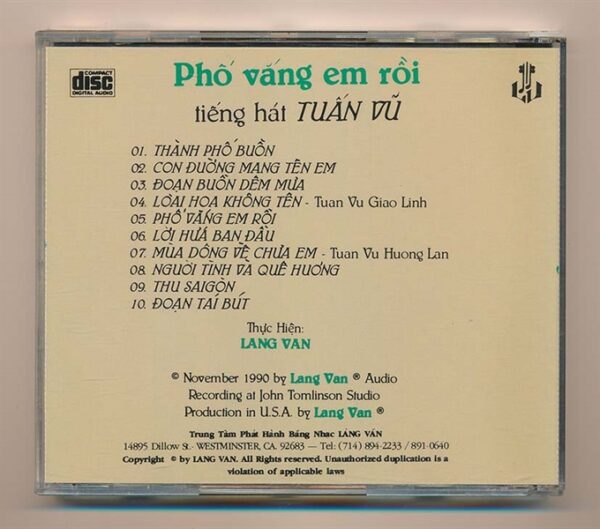 COMPACT
disc
DIGITAL AUDIO
Phố vắng em rồi
tiếng hát TUẤN VŨ
01. THÀNH PHỐ BUỒN
02. CON ĐƯỜNG MANG TÊN EM
03. ĐOẠN BUỒN ĐÊM MƯA
04. LOÀI HOA KHÔNG TÊN - Tuan Vu Giao Linh
05. PHỐ VẮNG EM RỒI
06. LỜI HỨA BAN ĐẦU
07. MÙA ĐÔNG VỀ CHƯA EM - Tuan Vu Huong Lan
08. NGƯỜI TÌNH VÀ QUÊ HƯƠNG
09. THU SAIGÒN
10. ĐOẠN TÁI BÚT
Thực Hiện:
LANG VAN
© November 1990 by Lang Van ® Audio
Recording at John Tomlinson Studio
Production in U.S.A. by Lang Van ®
Trung Tâm Phát Hành Băng Nhạc LÀNG VĂN
14895 Dillow St.- WESTMINSTER, CA. 92683 — Tel: (714) 894-2233 / 891-0640
Copyright © by LANG VAN. All Rights Reserved. Unauthorized duplication is a
violation of applicable laws